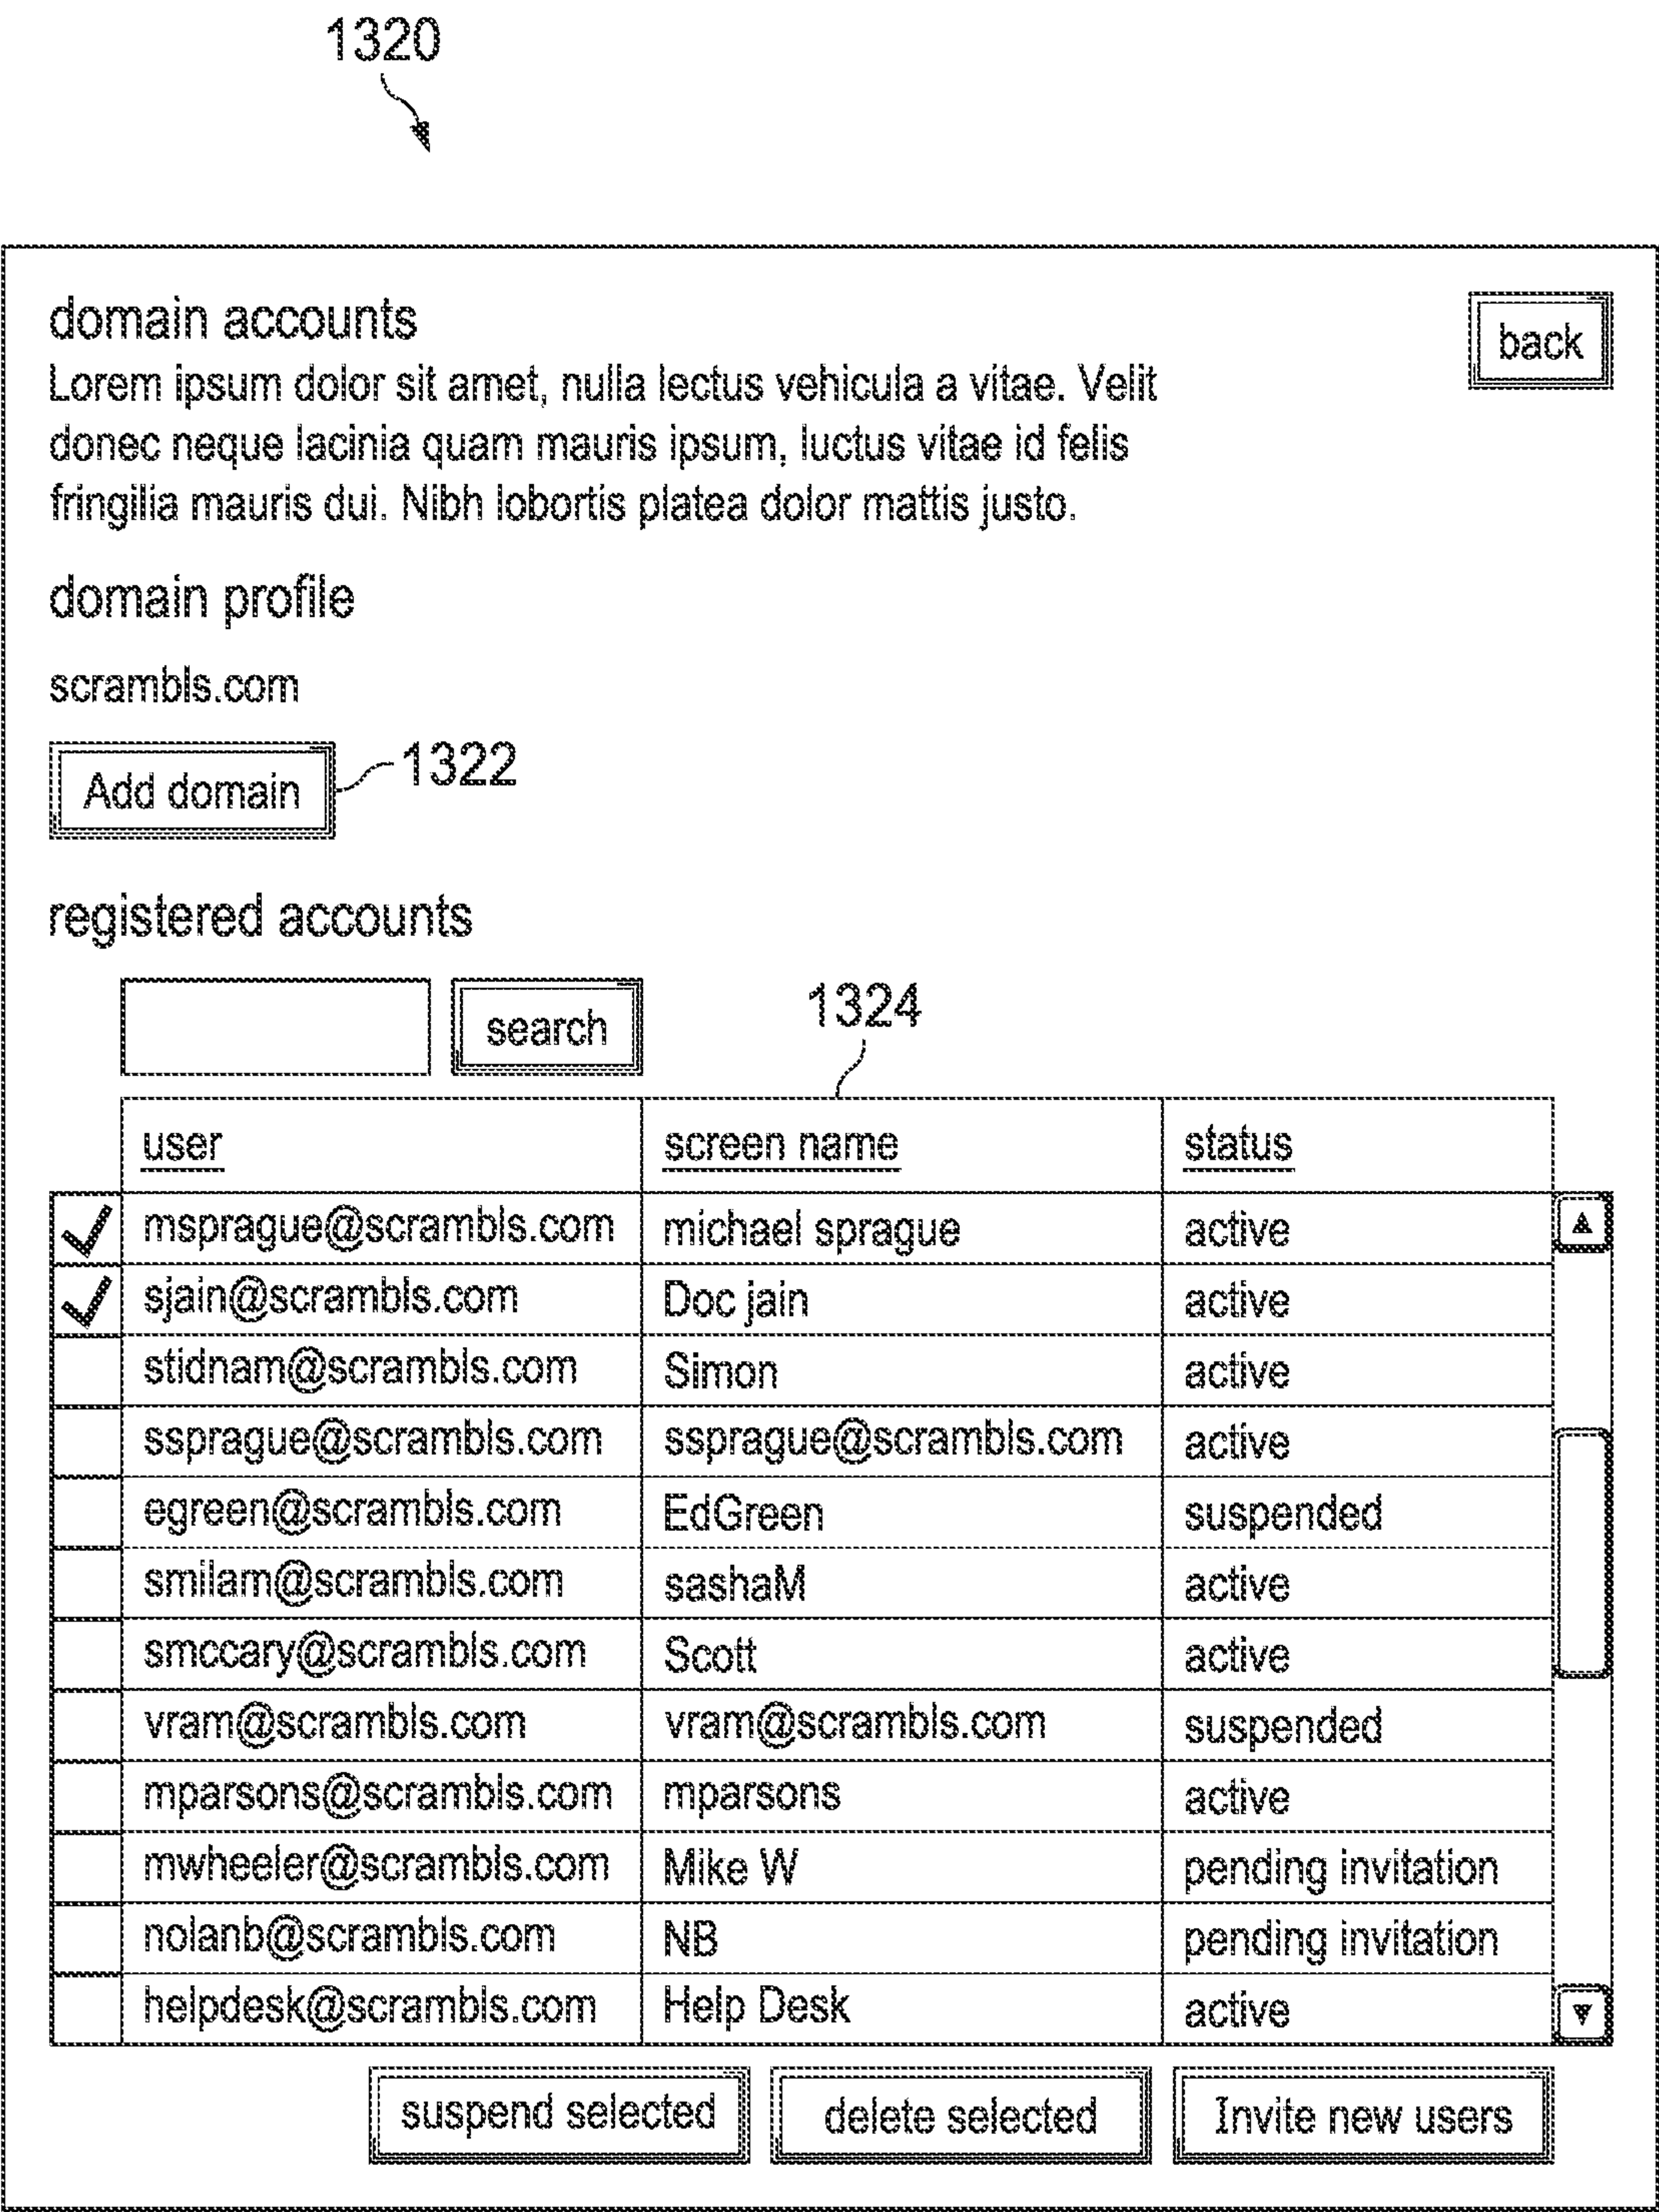 1320
domain accounts
back
Lorem ipsum dolor sit amet, nulla lectus vehicula a vitae. Velit
donec neque lacinia quam mauris ipsum, luctus vitae id felis
fringilia mauris dui. Nibh lobortis platea dolor mattis justo.
domain profile
scrambls.com
Add domain 1322
registered accounts
search
1324
user screen name status
msprague@scrambls.com michael sprague active
sjain@scrambls.com Doc jain active
stidnam@scrambls.com Simon active
ssprague@scrambls.com ssprague@scrambls.com active
egreen@scrambls.com EdGreen suspended
smilam@scrambls.com sashaM active
smccary@scrambls.com Scott active
vram@scrambls.com vram@scrambls.com suspended
mparsons@scrambls.com mparsons active
mwheeler@scrambls.com Mike W pending invitation
nolanb@scrambls.com NB pending invitation
helpdesk@scrambls.com Help Desk active
suspend selected delete selected Invite new users